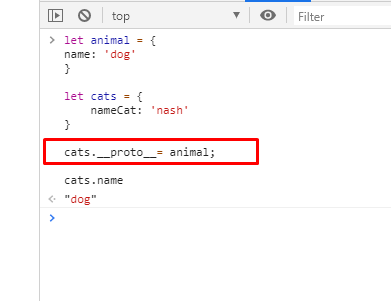 top
Filter
let animal = {
name: 'dog'
}
let cats = {
nameCat: 'nash'
}
cats.__proto__= animal;
cats.name
"dog"